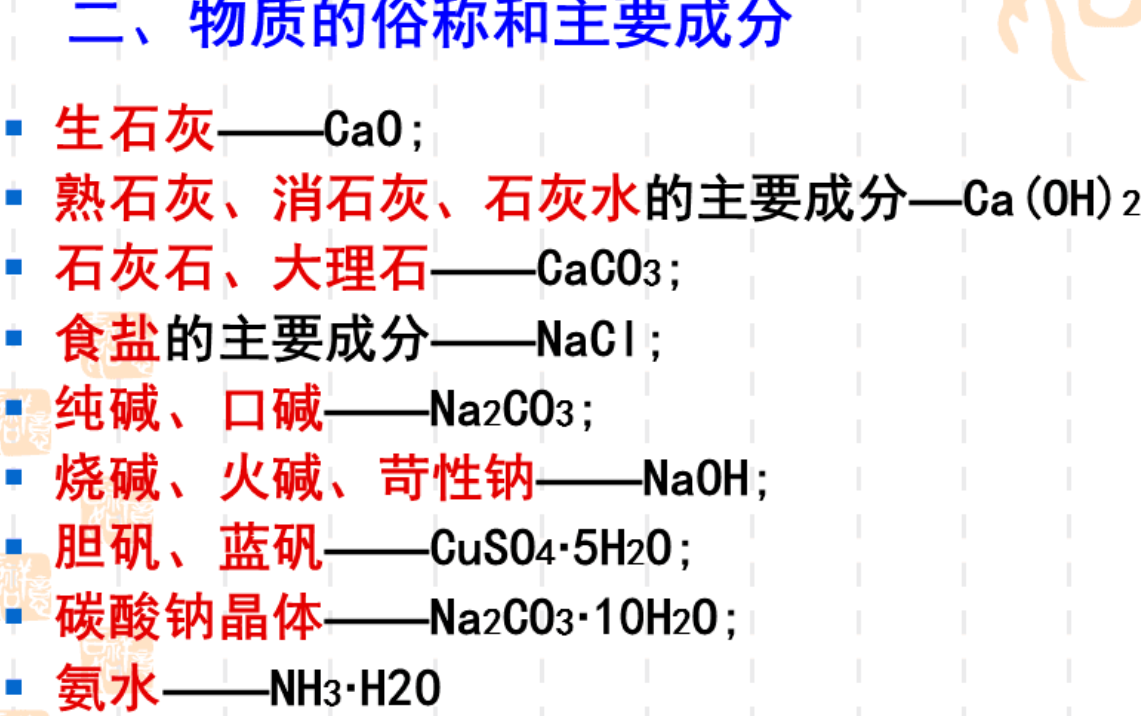 二、物质的俗称和主要成分
生石灰——CaO;
熟石灰、消石灰、石灰水的主要成分—Ca(OH)2
石灰石、大理石——CaCO3;
食盐的主要成分——NaCl;
纯碱、口碱——Na2CO3;
烧碱、火碱、苛性钠——NaOH;
胆矾、蓝矾——CuSO4·5H2O;
碳酸钠晶体——Na2CO3·10H2O;
氨水——NH3·H2O